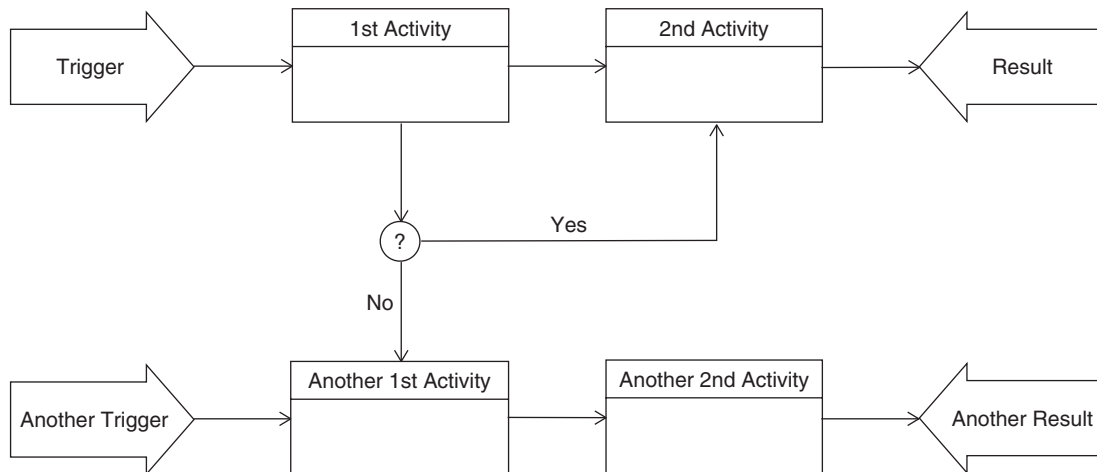 1st Activity
2nd Activity
Trigger
Result
?
Yes
No
Another 1st Activity
Another 2nd Activity
Another Trigger
Another Result